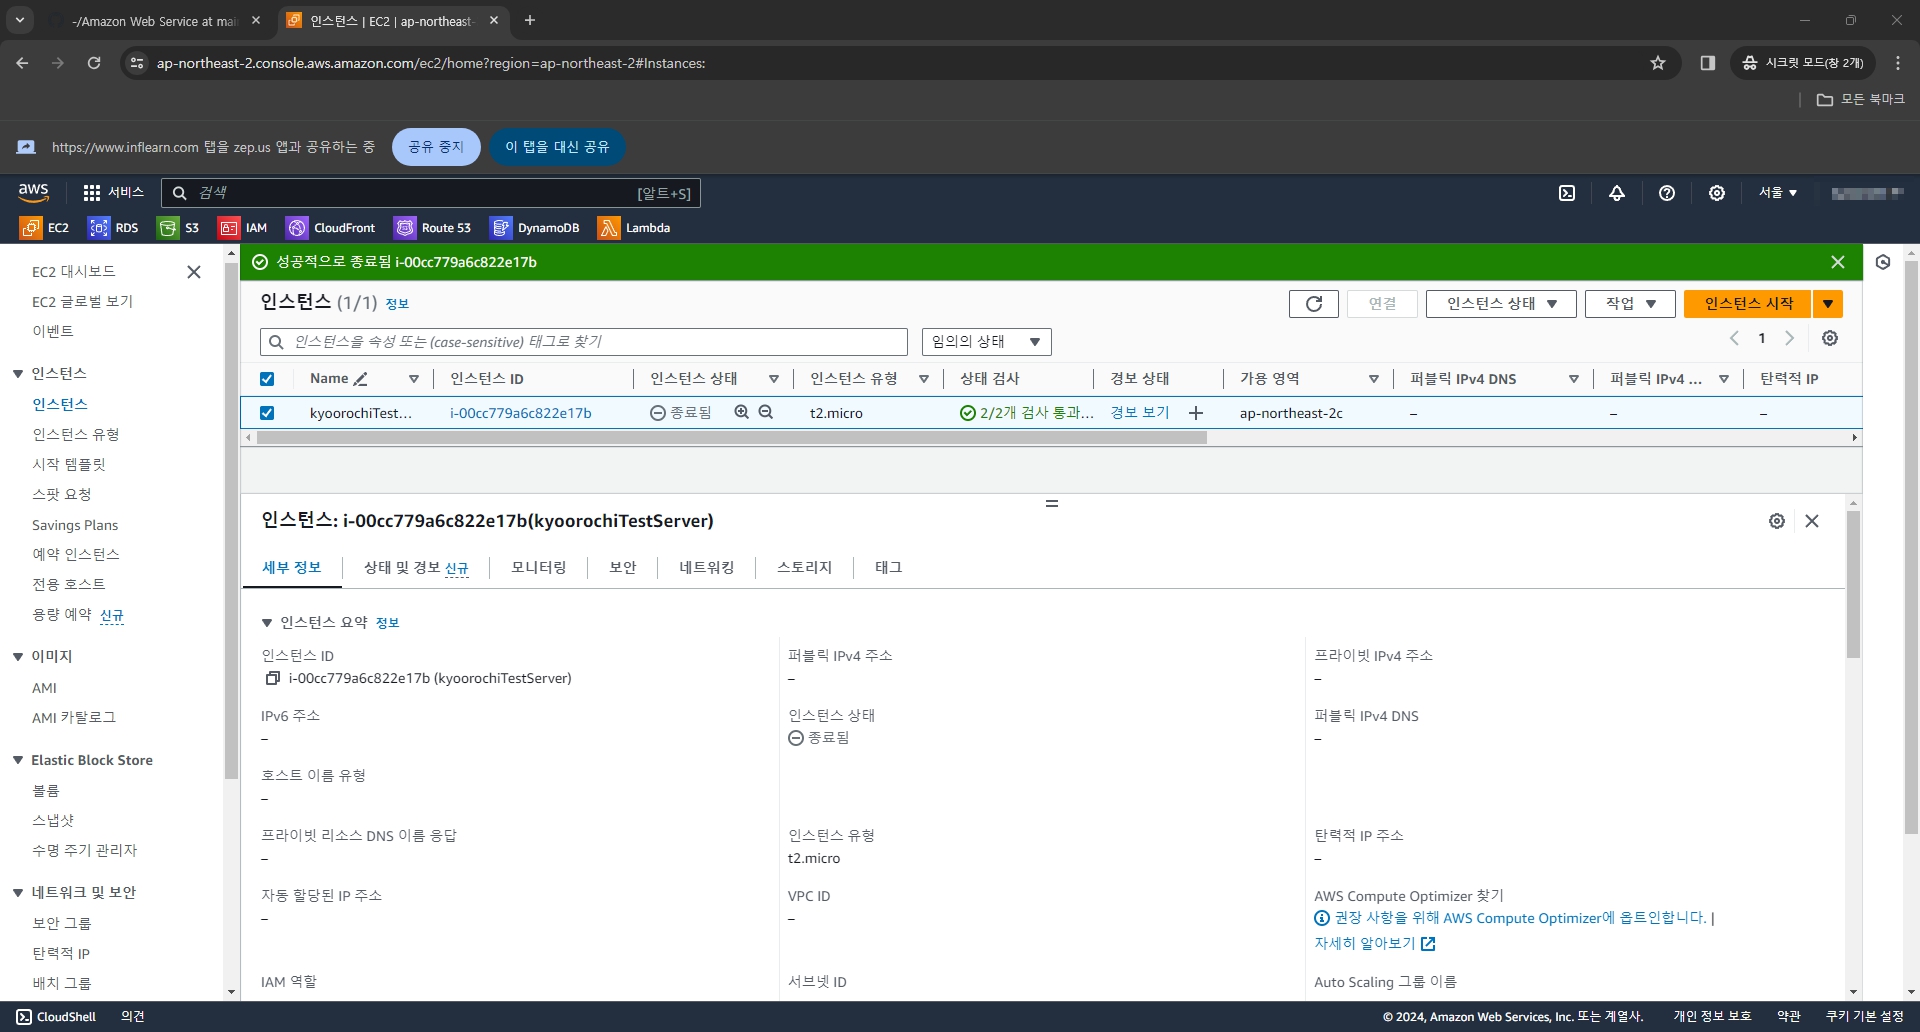 -/Amazon Web Service at mai
인스턴스 | EC2 | ap-northeast-
ap-northeast-2.console.aws.amazon.com/ec2/home?region=ap-northeast-2#Instances:
시크릿 모드(창 2개)
모든 북마크
https://www.inflearn.com 탭을 zep.us 앱과 공유하는 중
공유 중지
이 탭을 대신 공유
aws
서비스
검색
[알트+S]
서울
EC2
RDS
S3
IAM
CloudFront
Route 53
DynamoDB
Lambda
EC2 대시보드
EC2 글로벌 보기
이벤트
인스턴스
인스턴스
인스턴스 유형
시작 템플릿
스팟 요청
Savings Plans
예약 인스턴스
전용 호스트
용량 예약 신규
이미지
AMI
AMI 카탈로그
Elastic Block Store
볼륨
스냅샷
수명 주기 관리자
네트워크 및 보안
보안 그룹
탄력적 IP
배치 그룹
성공적으로 종료됨 i-00cc779a6c822e17b
인스턴스 (1/1) 정보
연결
인스턴스 상태
작업
인스턴스 시작
인스턴스을 속성 또는 (case-sensitive) 태그로 찾기
임의의 상태
1
Name 인스턴스 ID 인스턴스 상태 인스턴스 유형 상태 검사 경보 상태 가용 영역 퍼블릭 IPv4 DNS 퍼블릭 IPv4 ... 탄력적 IP
kyoorochiTest... i-00cc779a6c822e17b 종료됨 t2.micro 2/2개 검사 통과... 경보 보기 + ap-northeast-2c – – –
인스턴스: i-00cc779a6c822e17b(kyoorochiTestServer)
세부 정보
상태 및 경보 신규
모니터링
보안
네트워킹
스토리지
태그
인스턴스 요약 정보
인스턴스 ID
i-00cc779a6c822e17b (kyoorochiTestServer)
퍼블릭 IPv4 주소
–
프라이빗 IPv4 주소
–
IPv6 주소
–
인스턴스 상태
종료됨
퍼블릭 IPv4 DNS
–
호스트 이름 유형
–
프라이빗 리소스 DNS 이름 응답
–
인스턴스 유형
t2.micro
탄력적 IP 주소
–
자동 할당된 IP 주소
–
VPC ID
–
AWS Compute Optimizer 찾기
권장 사항을 위해 AWS Compute Optimizer에 옵트인합니다. |
자세히 알아보기
IAM 역할
서브넷 ID
Auto Scaling 그룹 이름
CloudShell
의견
© 2024, Amazon Web Services, Inc. 또는 계열사.
개인 정보 보호
약관
쿠키 기본 설정